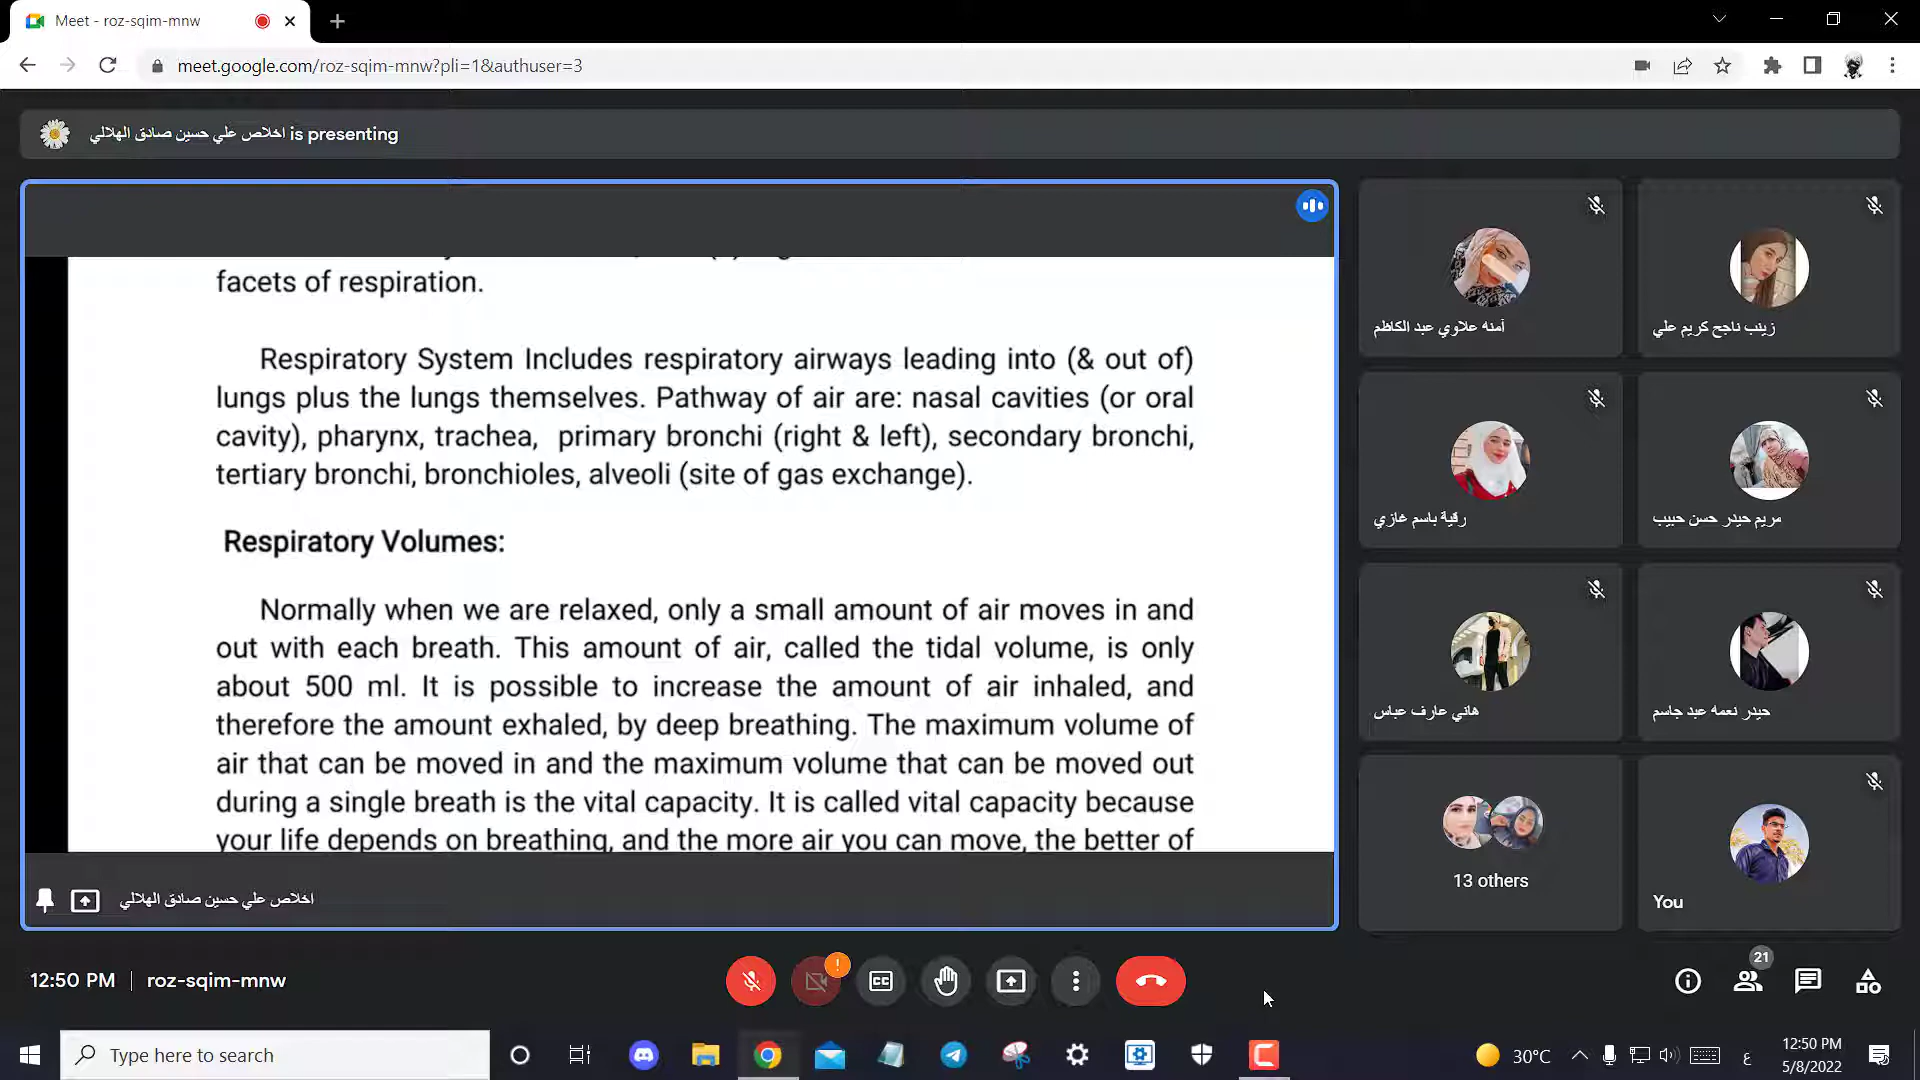 Meet - roz-sqim-mnw
meet.google.com/roz-sqim-mnw?pli=1&authuser=3
اخلاص علي حسين صادق الهلالي is presenting
facets of respiration.
Respiratory System Includes respiratory airways leading into (& out of)
lungs plus the lungs themselves. Pathway of air are: nasal cavities (or oral
cavity), pharynx, trachea, primary bronchi (right & left), secondary bronchi,
tertiary bronchi, bronchioles, alveoli (site of gas exchange).
Respiratory Volumes:
Normally when we are relaxed, only a small amount of air moves in and
out with each breath. This amount of air, called the tidal volume, is only
about 500 ml. It is possible to increase the amount of air inhaled, and
therefore the amount exhaled, by deep breathing. The maximum volume of
air that can be moved in and the maximum volume that can be moved out
during a single breath is the vital capacity. It is called vital capacity because
your life depends on breathing, and the more air you can move, the better of
اخلاص علي حسين صادق الهلالي
آمنه علاوي عبد الكاظم
زينب ناجح كريم علي
رقية باسم غازي
مريم حيدر حسن حبيب
هاني عارف عباس
حيدر نعمه عبد جاسم
13 others
You
12:50 PM | roz-sqim-mnw
CC
21
Type here to search
30°C
ع
12:50 PM
5/8/2022